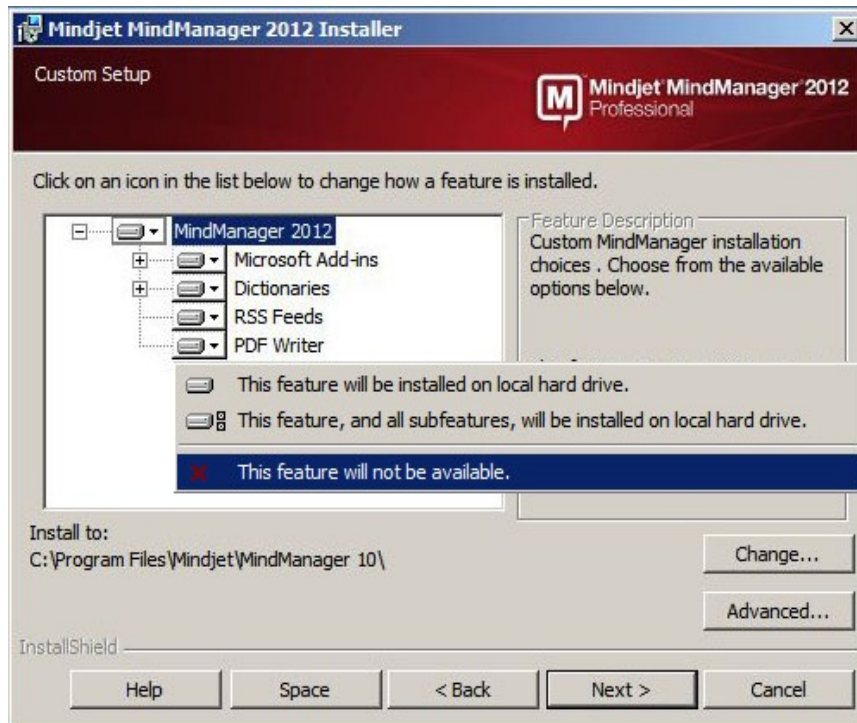 Mindjet MindManager 2012 Installer
Custom Setup
Mindjet MindManager 2012
Professional
Click on an icon in the list below to change how a feature is installed.
MindManager 2012
Microsoft Add-ins
Dictionaries
RSS Feeds
PDF Writer
Feature Description
Custom MindManager installation
choices . Choose from the available
options below.
This feature will be installed on local hard drive.
This feature, and all subfeatures, will be installed on local hard drive.
This feature will not be available.
Install to:
C:\Program Files\Mindjet\MindManager 10\
Change...
Advanced...
InstallShield
Help
Space
< Back
Next >
Cancel